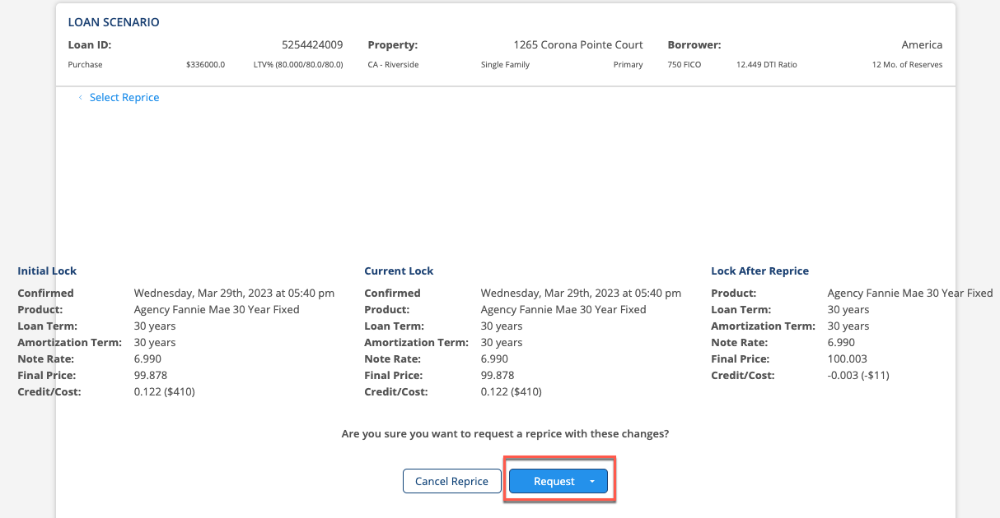 LOAN SCENARIO
Loan ID: 5254424009 Property: 1265 Corona Pointe Court Borrower: America
Purchase $336000.0 LTV% (80.000/80.0/80.0) CA - Riverside Single Family Primary 750 FICO 12.449 DTI Ratio 12 Mo. of Reserves
‹ Select Reprice
Initial Lock
Confirmed Wednesday, Mar 29th, 2023 at 05:40 pm
Product: Agency Fannie Mae 30 Year Fixed
Loan Term: 30 years
Amortization Term: 30 years
Note Rate: 6.990
Final Price: 99.878
Credit/Cost: 0.122 ($410)
Current Lock
Confirmed Wednesday, Mar 29th, 2023 at 05:40 pm
Product: Agency Fannie Mae 30 Year Fixed
Loan Term: 30 years
Amortization Term: 30 years
Note Rate: 6.990
Final Price: 99.878
Credit/Cost: 0.122 ($410)
Lock After Reprice
Product: Agency Fannie Mae 30 Year Fixed
Loan Term: 30 years
Amortization Term: 30 years
Note Rate: 6.990
Final Price: 100.003
Credit/Cost: -0.003 (-$11)
Are you sure you want to request a reprice with these changes?
Cancel Reprice Request